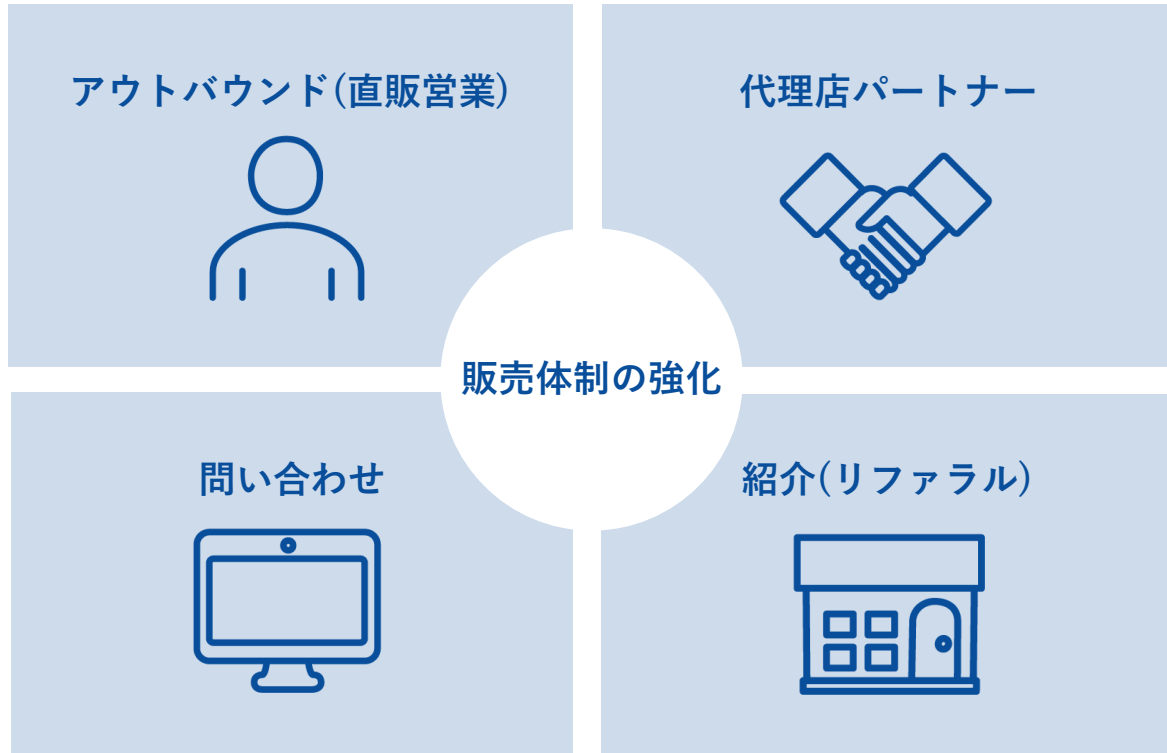 アウトバウンド(直販営業)
代理店パートナー
販売体制の強化
問い合わせ
紹介(リファラル)